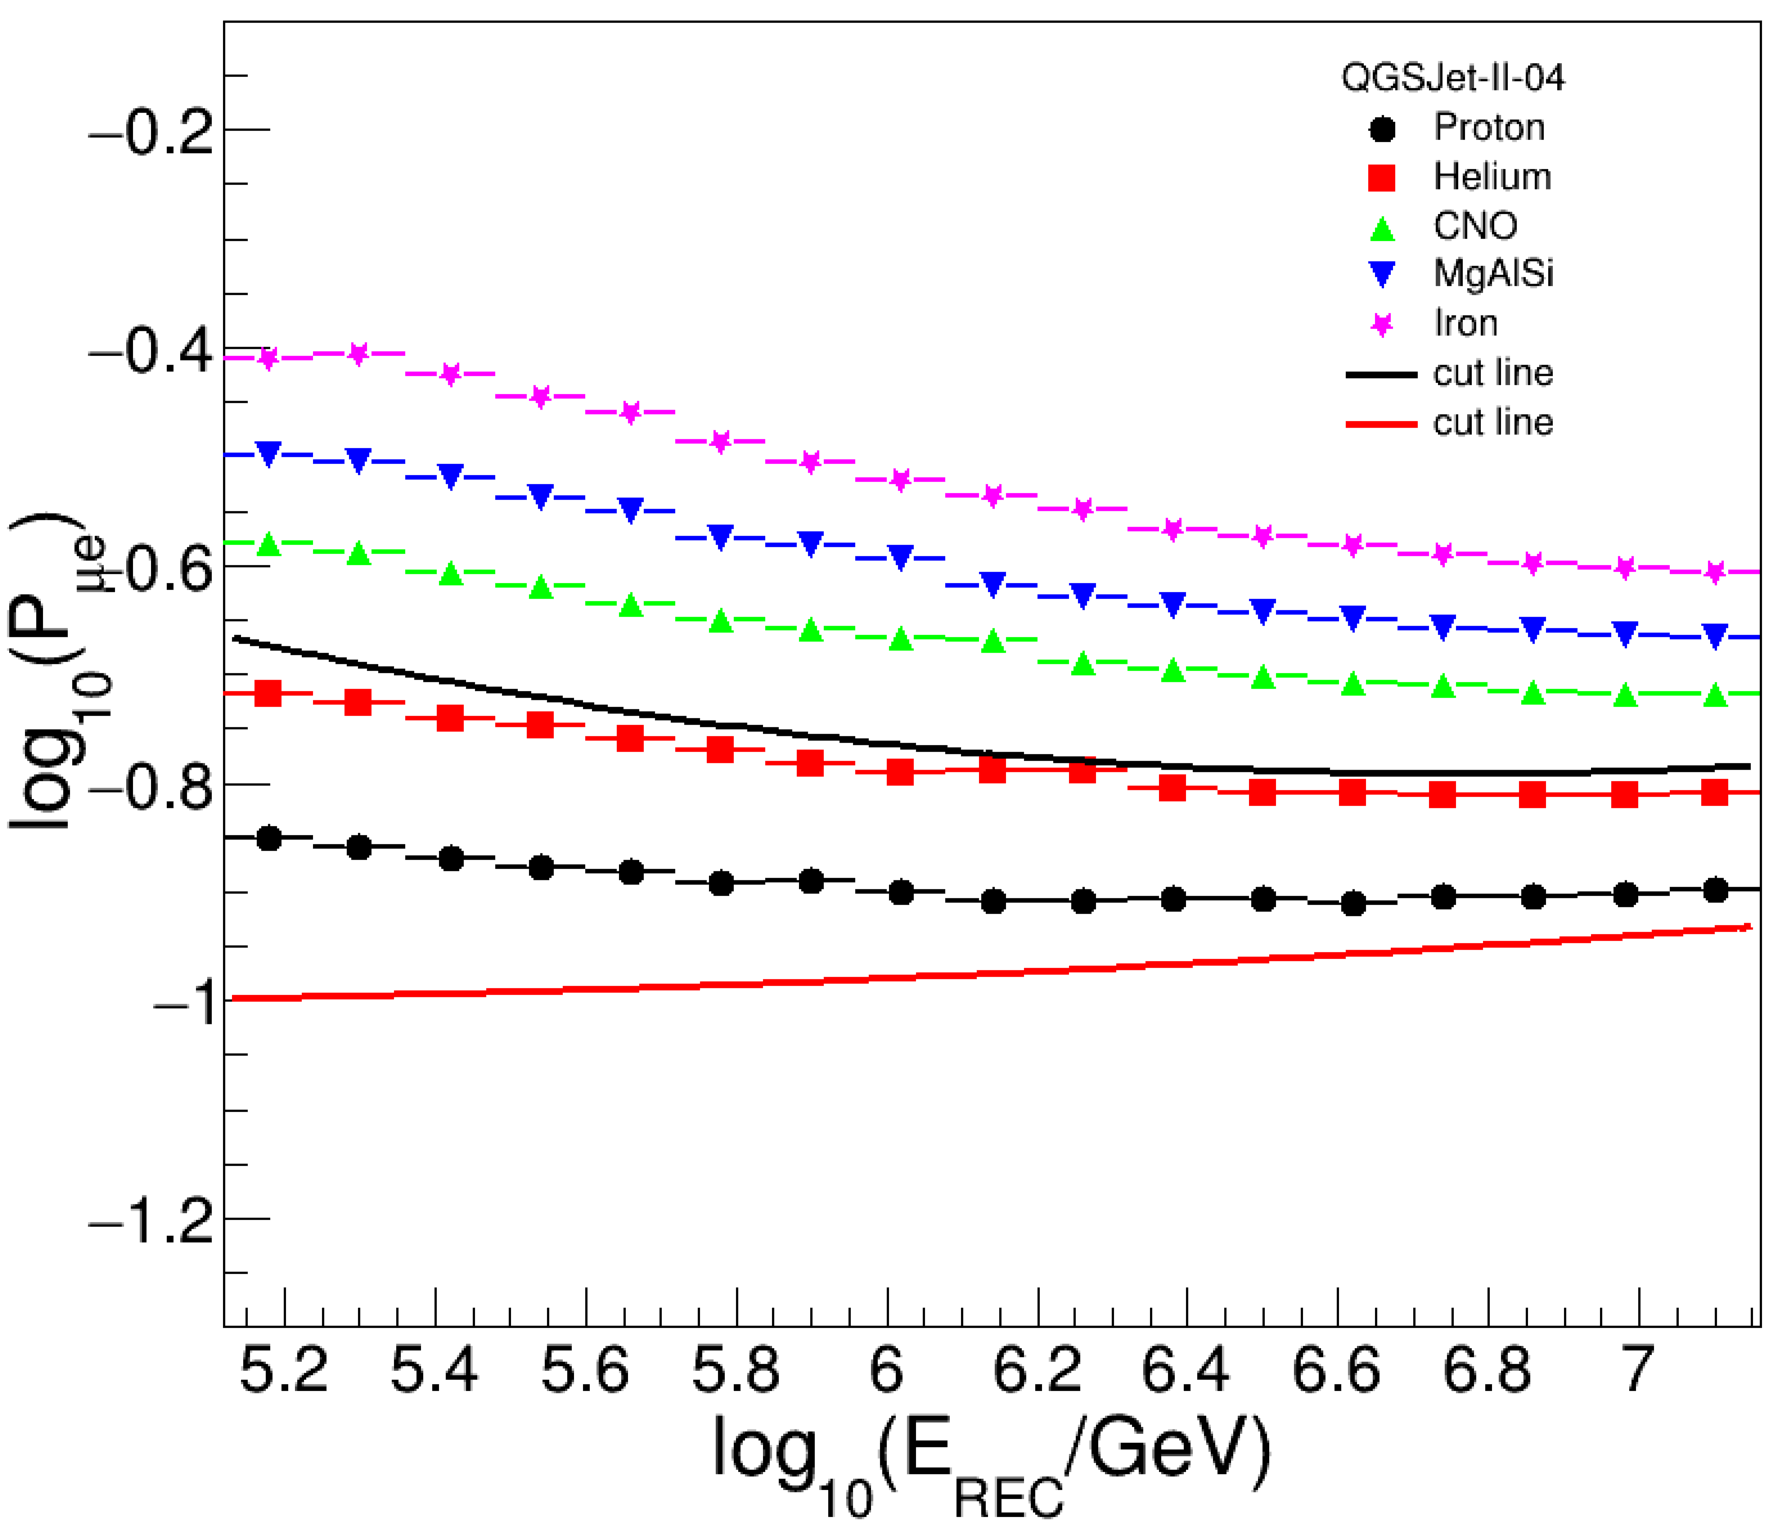 QGSJet-II-04
Proton
Helium
CNO
MgAlSi
Iron
cut line
cut line
−0.2
−0.4
−0.6
−0.8
−1
−1.2
log10(Pμe)
5.2 5.4 5.6 5.8 6 6.2 6.4 6.6 6.8 7
log10(EREC/GeV)